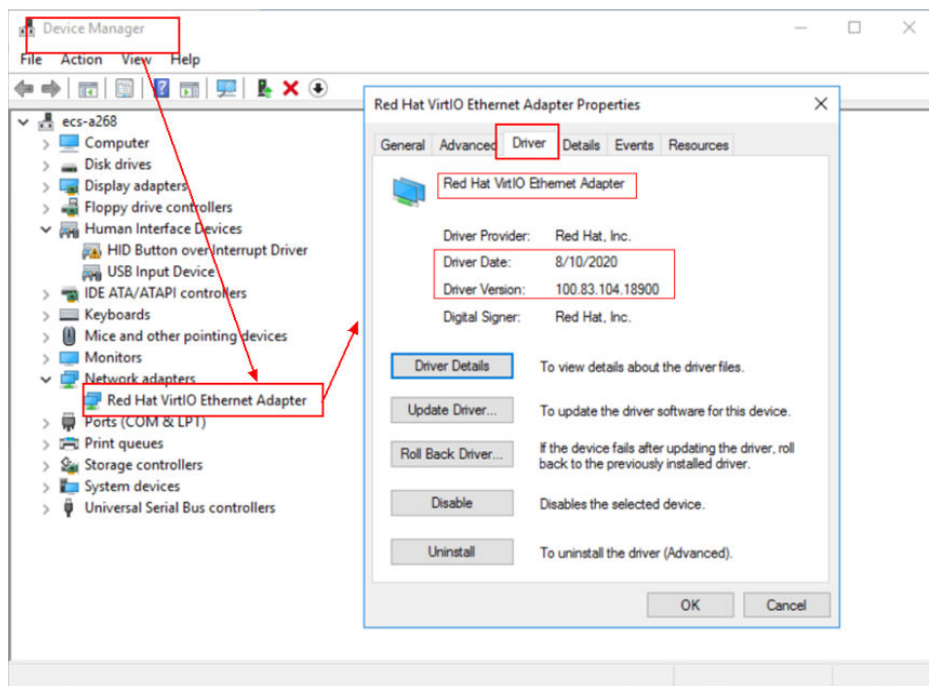 Device Manager
File Action View Help
ecs-a268
Computer
Disk drives
Display adapters
Floppy drive controllers
Human Interface Devices
HID Button over Interrupt Driver
USB Input Device
IDE ATA/ATAPI controllers
Keyboards
Mice and other pointing devices
Monitors
Network adapters
Red Hat VirtIO Ethernet Adapter
Ports (COM & LPT)
Print queues
Storage controllers
System devices
Universal Serial Bus controllers
Red Hat VirtIO Ethernet Adapter Properties
General Advanced Driver Details Events Resources
Red Hat VirtIO Ethernet Adapter
Driver Provider: Red Hat, Inc.
Driver Date: 8/10/2020
Driver Version: 100.83.104.18900
Digital Signer: Red Hat, Inc.
Driver Details To view details about the driver files.
Update Driver... To update the driver software for this device.
Roll Back Driver... If the device fails after updating the driver, roll
back to the previously installed driver.
Disable Disables the selected device.
Uninstall To uninstall the driver (Advanced).
OK Cancel